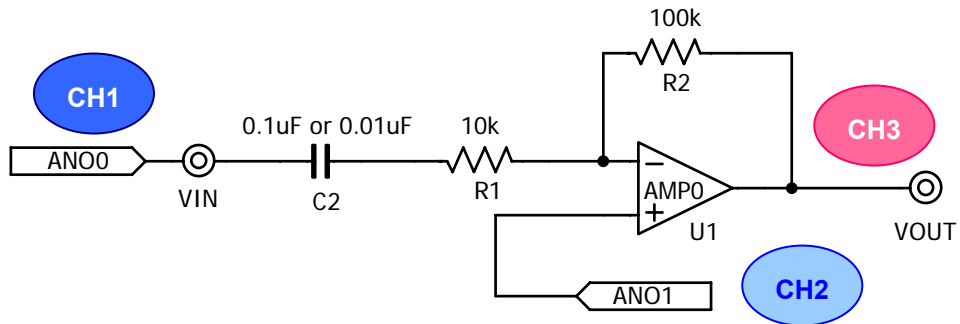 100k
R2
CH1
0.1uF or 0.01uF
10k
CH3
ANO0
VIN
C2
R1
AMP0
U1
VOUT
ANO1
CH2